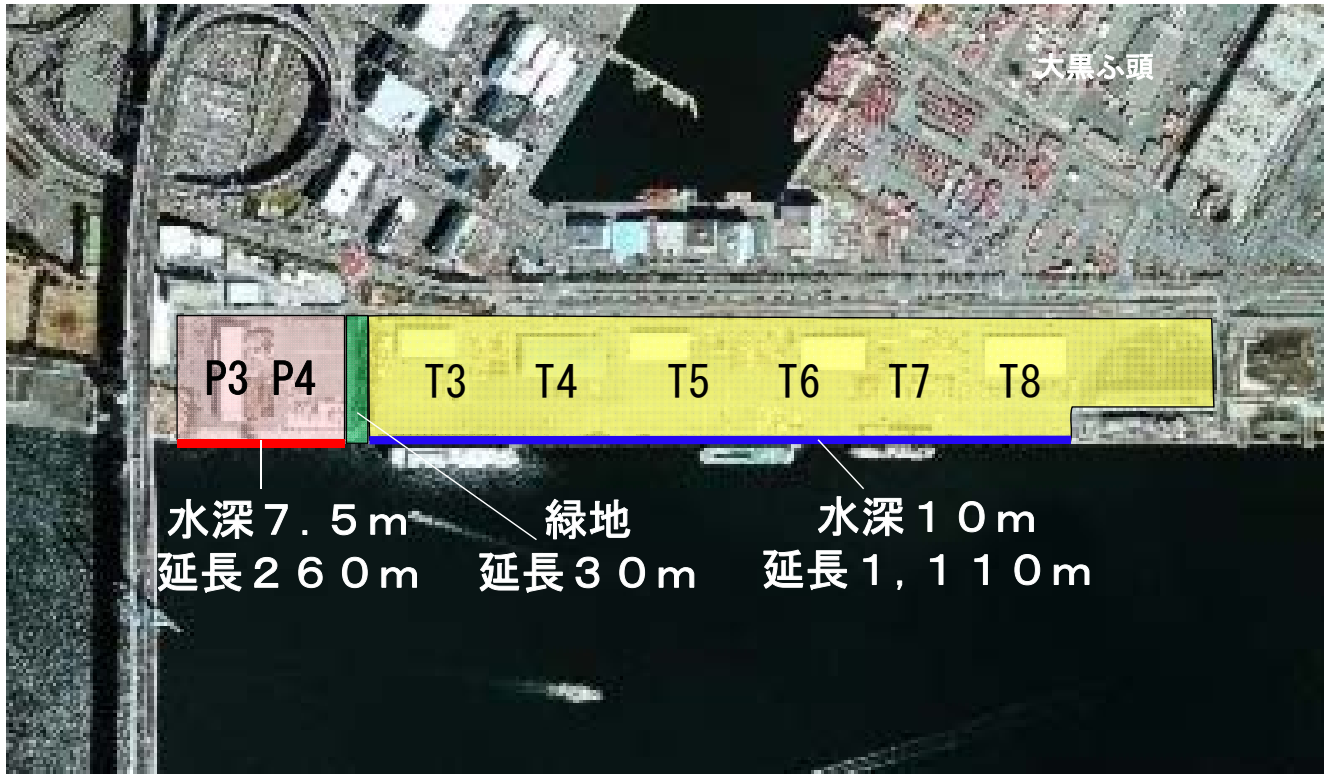 大黒ふ頭
P3 P4 T3 T4 T5 T6 T7 T8
水深７.５ｍ
延長２６０ｍ
緑地
延長３０ｍ
水深１０ｍ
延長１,１１０ｍ